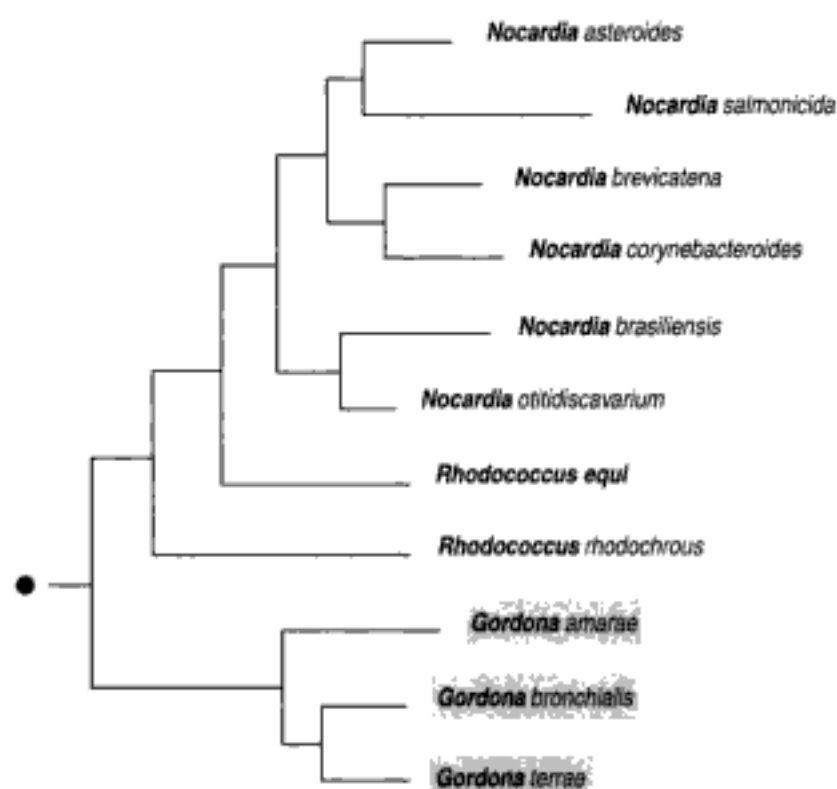 Nocardia asteroides
Nocardia salmonicida
Nocardia brevicatena
Nocardia corynebacteroides
Nocardia brasiliensis
Nocardia otitidiscavarium
Rhodococcus equi
Rhodococcus rhodochrous
Gordona amarae
Gordona bronchialis
Gordona terrae